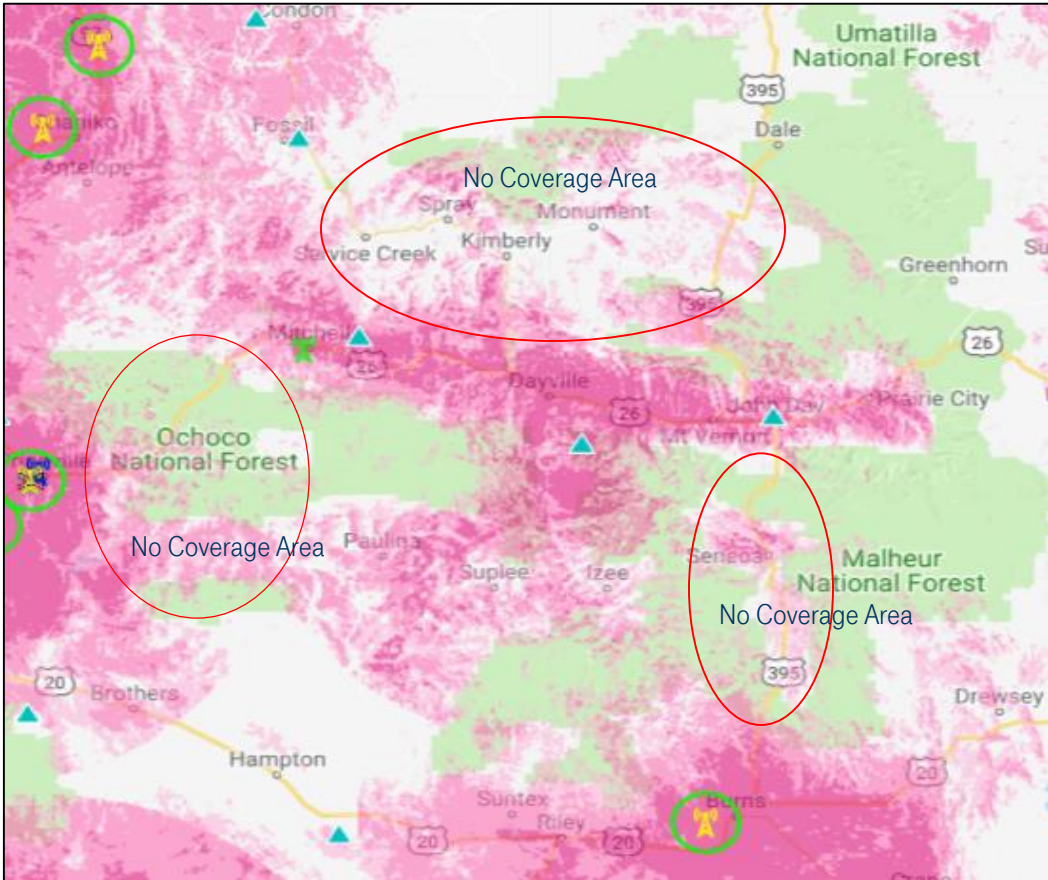 Condon
Umatilla
National Forest
395
Dale
Fossil
Antelope
No Coverage Area
Spray
Monument
Service Creek
Kimberly
Greenhorn
Su
395
Mitchell
26
26
Dayville
26
John Day
Prairie City
Mt Vernon
Ochoco
National Forest
No Coverage Area
Paulina
Suplee
Izee
Seneca
Malheur
National Forest
No Coverage Area
395
20
Brothers
Drewsey
Hampton
20
Suntex
Burns
Riley
20
20
Crane